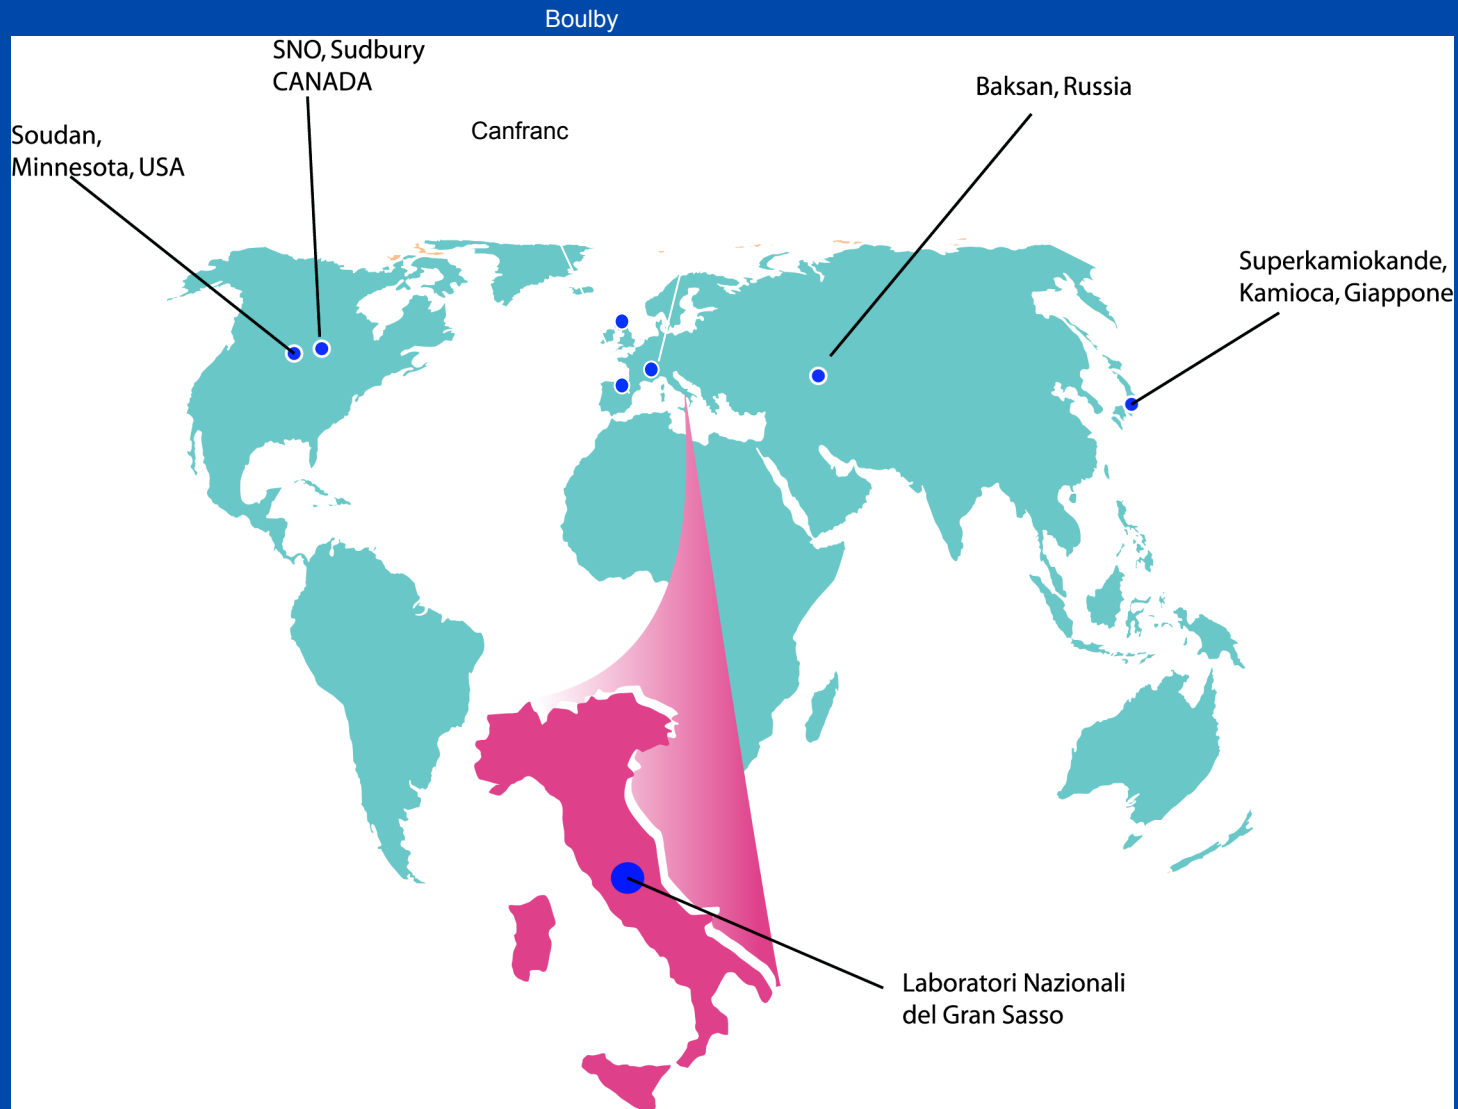 Boulby
SNO, Sudbury
CANADA
Baksan, Russia
Canfranc
Soudan,
Minnesota, USA
Superkamiokande,
Kamioca, Giappone
Laboratori Nazionali
del Gran Sasso